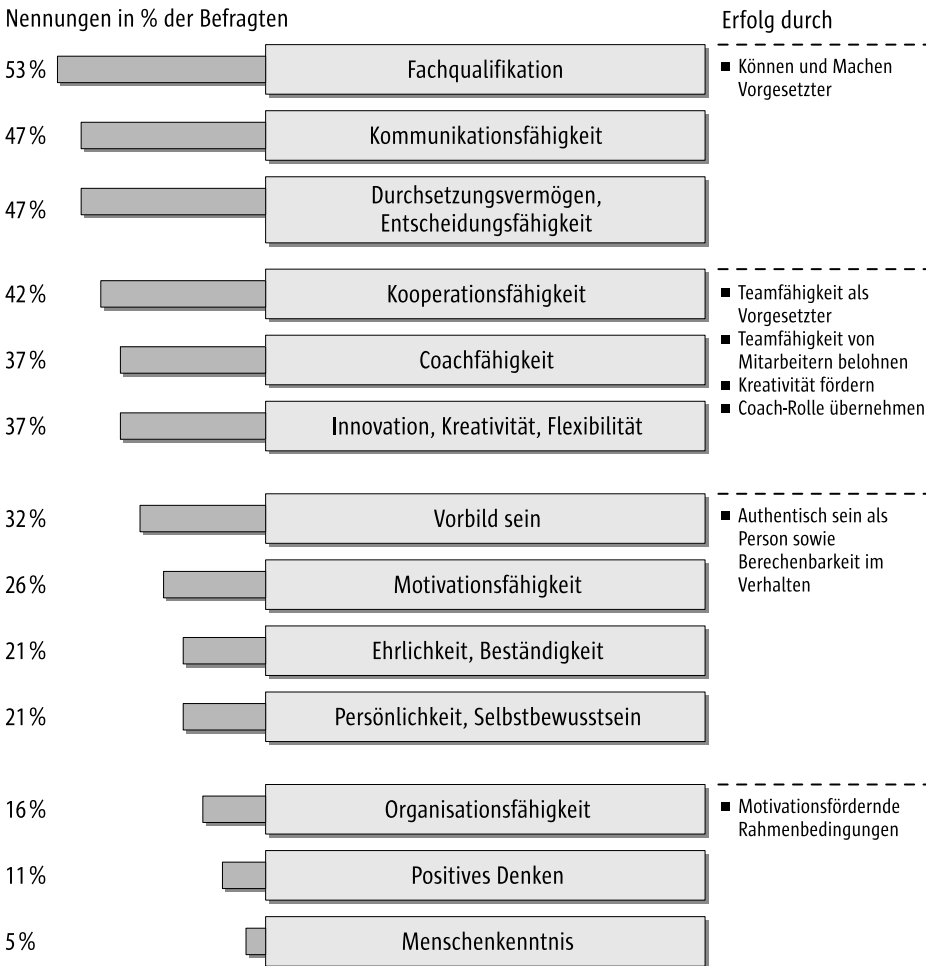 Nennungen in % der Befragten
Erfolg durch
53 %
Fachqualifikation
■ Können und Machen
Vorgesetzter
47 %
Kommunikationsfähigkeit
47 %
Durchsetzungsvermögen,
Entscheidungsfähigkeit
42 %
Kooperationsfähigkeit
■ Teamfähigkeit als
Vorgesetzter
■ Teamfähigkeit von
Mitarbeitern belohnen
■ Kreativität fördern
■ Coach-Rolle übernehmen
37 %
Coachfähigkeit
37 %
Innovation, Kreativität, Flexibilität
32 %
Vorbild sein
■ Authentisch sein als
Person sowie
Berechenbarkeit im
Verhalten
26 %
Motivationsfähigkeit
21 %
Ehrlichkeit, Beständigkeit
21 %
Persönlichkeit, Selbstbewusstsein
16 %
Organisationsfähigkeit
■ Motivationsfördernde
Rahmenbedingungen
11 %
Positives Denken
5 %
Menschenkenntnis